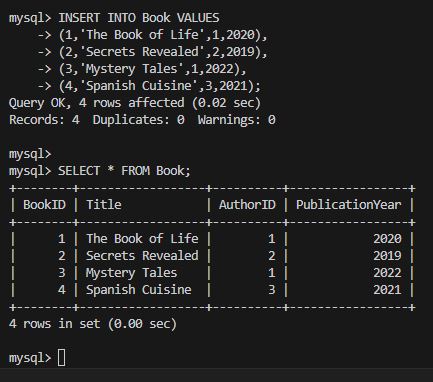 mysql> INSERT INTO Book VALUES
    -> (1,'The Book of Life',1,2020),
    -> (2,'Secrets Revealed',2,2019),
    -> (3,'Mystery Tales',1,2022),
    -> (4,'Spanish Cuisine',3,2021);
Query OK, 4 rows affected (0.02 sec)
Records: 4  Duplicates: 0  Warnings: 0

mysql>
mysql> SELECT * FROM Book;
+--------+------------------+----------+-----------------+
| BookID | Title            | AuthorID | PublicationYear |
+--------+------------------+----------+-----------------+
|      1 | The Book of Life |        1 |            2020 |
|      2 | Secrets Revealed |        2 |            2019 |
|      3 | Mystery Tales    |        1 |            2022 |
|      4 | Spanish Cuisine  |        3 |            2021 |
+--------+------------------+----------+-----------------+
4 rows in set (0.00 sec)

mysql>